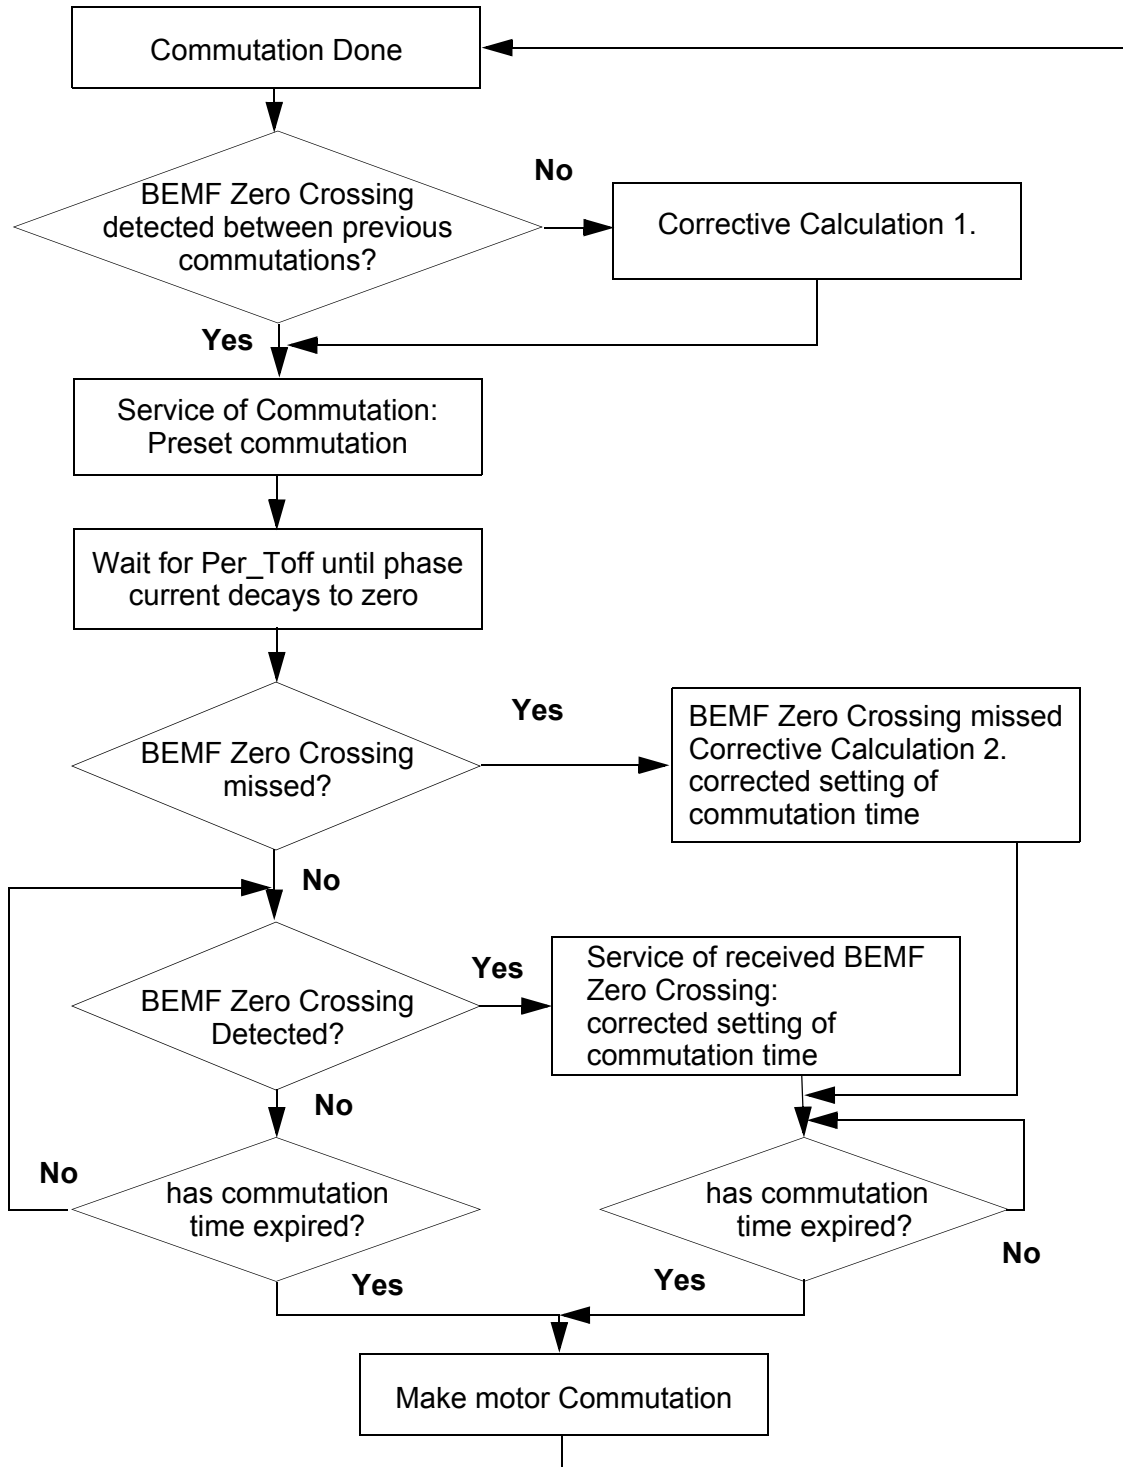 Commutation Done
BEMF Zero Crossing
detected between previous
commutations?
No
Corrective Calculation 1.
Yes
Service of Commutation:
Preset commutation
Wait for Per_Toff until phase
current decays to zero
BEMF Zero Crossing
missed?
Yes
BEMF Zero Crossing missed
Corrective Calculation 2.
corrected setting of
commutation time
No
BEMF Zero Crossing
Detected?
Yes
Service of received BEMF
Zero Crossing:
corrected setting of
commutation time
No
has commutation
time expired?
No
Yes
has commutation
time expired?
No
Yes
Make motor Commutation